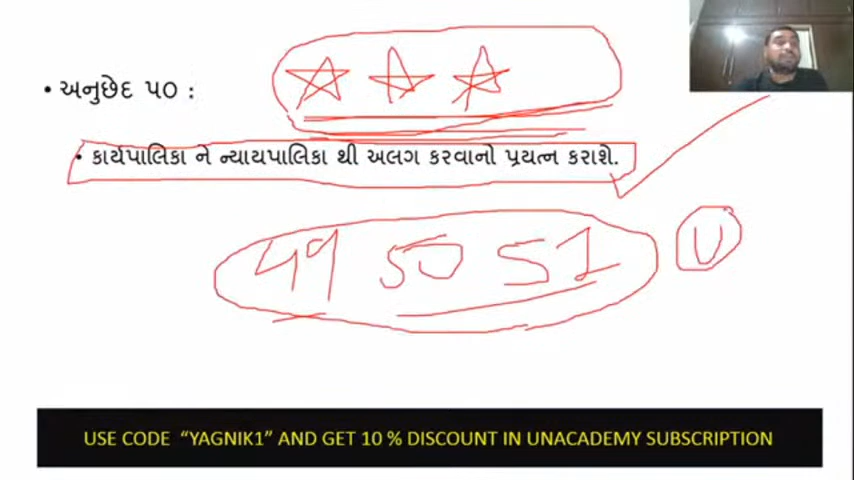 • અનુછેદ ૫૦ :
• કાર્યપાલિકા ને ન્યાયપાલિકા થી અલગ કરવાનો પ્રયત્ન કરાશે.
49 50 51 U
USE CODE “YAGNIK1” AND GET 10 % DISCOUNT IN UNACADEMY SUBSCRIPTION